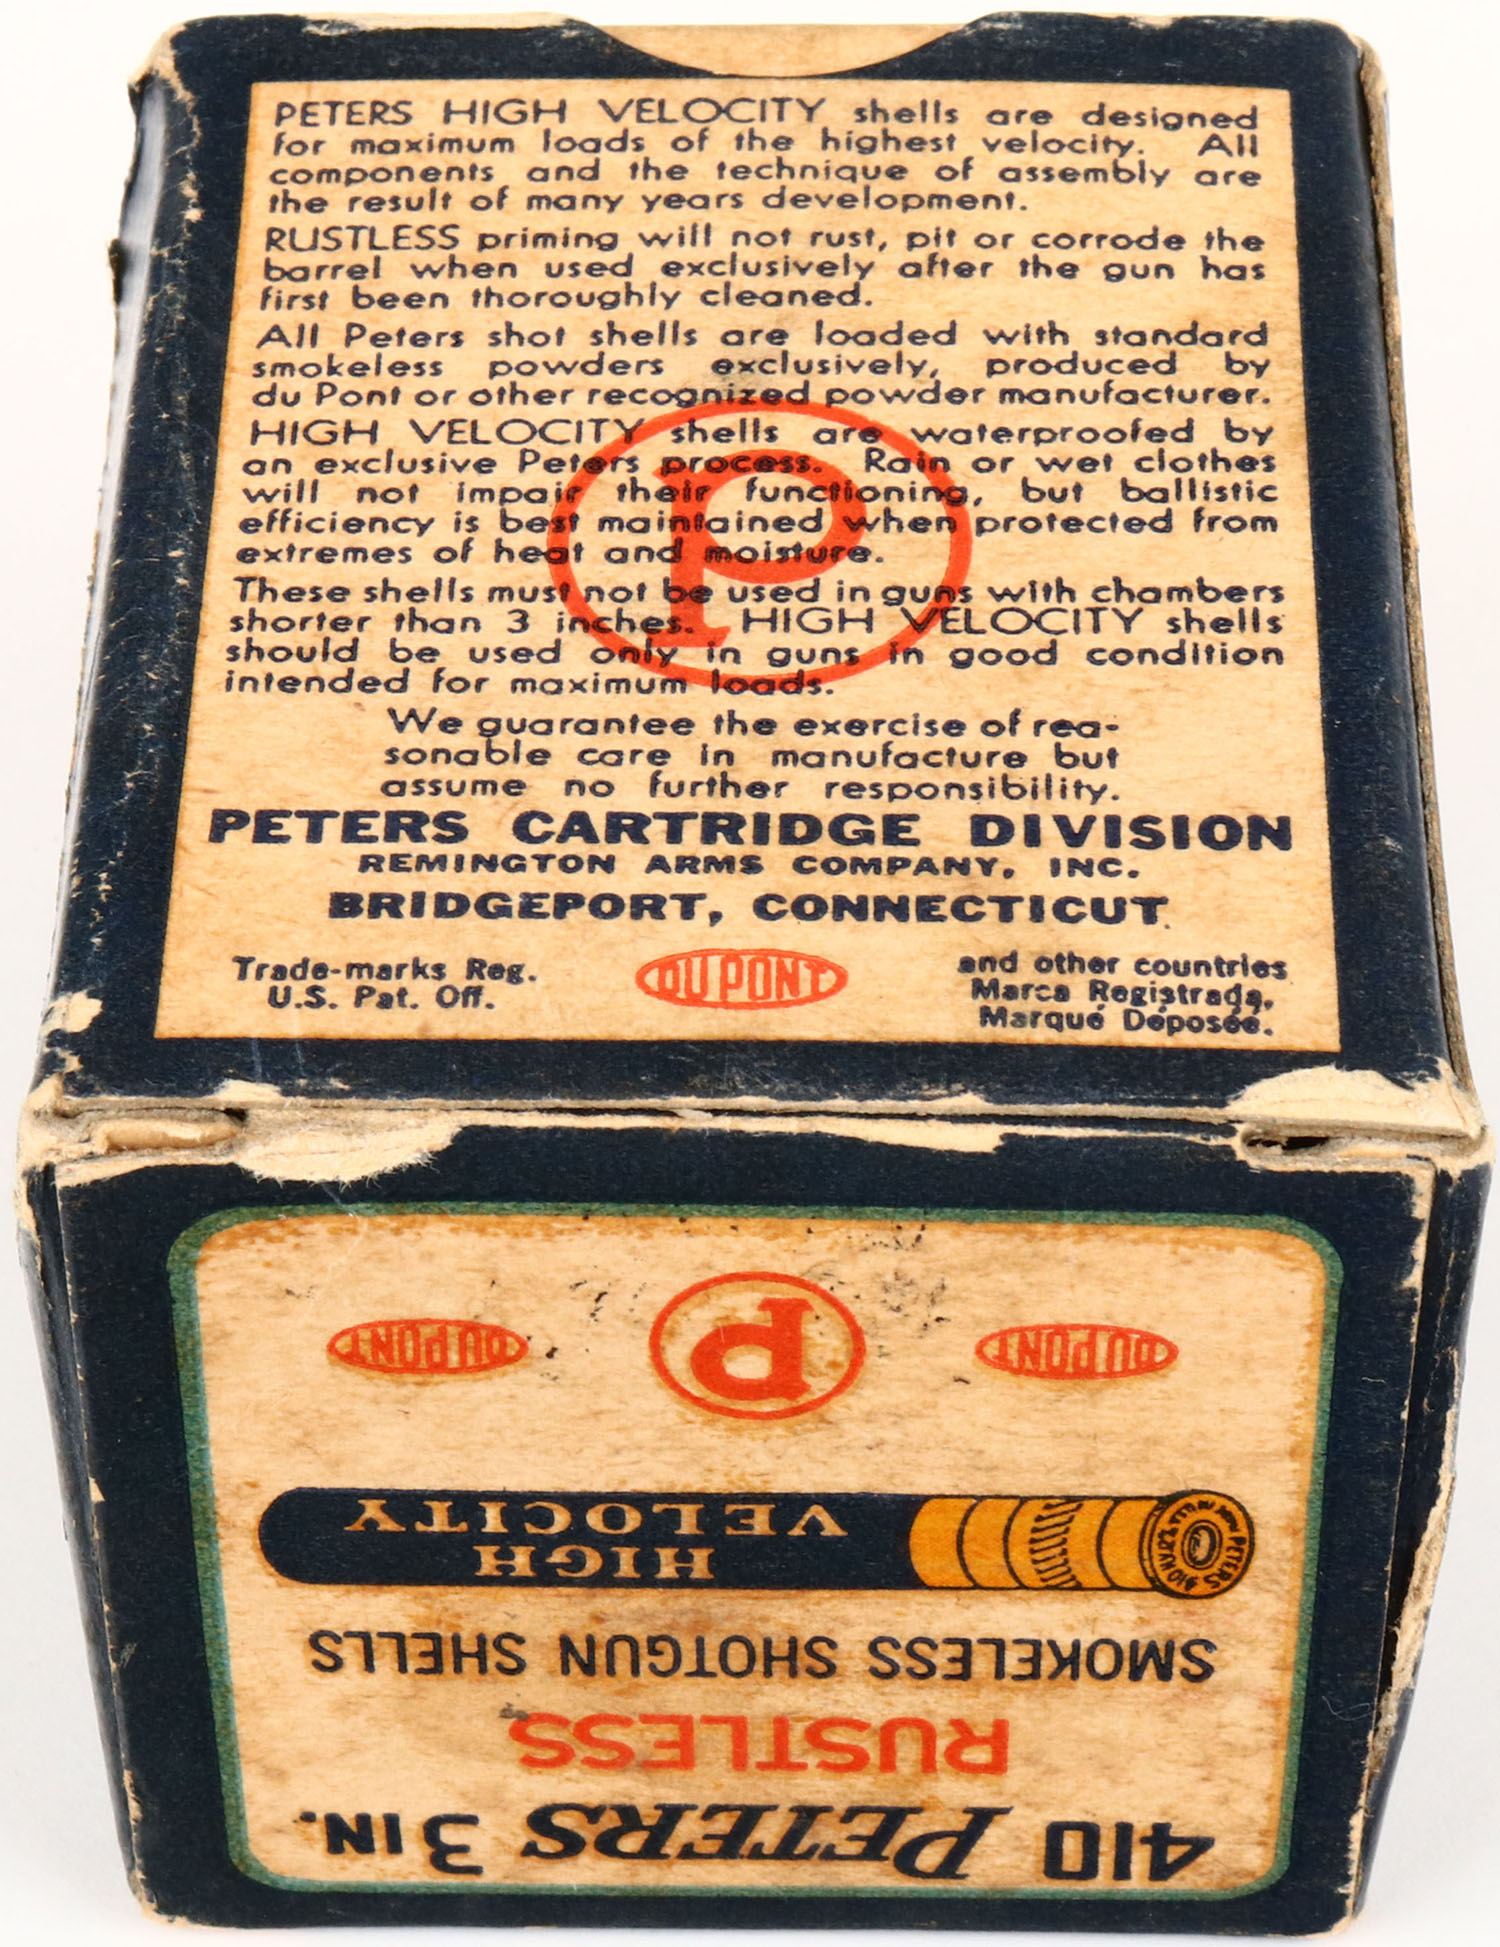 PETERS HIGH VELOCITY shells are designed
for maximum loads of the highest velocity. All
components and the technique of assembly are
the result of many years development.
RUSTLESS priming will not rust, pit or corrode the
barrel when used exclusively after the gun has
first been thoroughly cleaned.
All Peters shot shells are loaded with standard
smokeless powders exclusively, produced by
du Pont or other recognized powder manufacturer.
HIGH VELOCITY shells are waterproofed by
an exclusive Peters process. Rain or wet clothes
will not impair their functioning, but ballistic
efficiency is best maintained when protected from
extremes of heat and moisture.
These shells must not be used in guns with chambers
shorter than 3 inches. HIGH VELOCITY shells
should be used only in guns in good condition
intended for maximum loads.
P
We guarantee the exercise of rea-
sonable care in manufacture but
assume no further responsibility.
PETERS CARTRIDGE DIVISION
REMINGTON ARMS COMPANY, INC.
BRIDGEPORT, CONNECTICUT.
Trade-marks Reg.
U.S. Pat. Off.
DU PONT
and other countries
Marca Registrada,
Marqué Déposée.
410 PETERS 3 IN.
RUSTLESS
SMOKELESS SHOTGUN SHELLS
HIGH
VELOCITY
PETERS
DU PONT
P
DU PONT